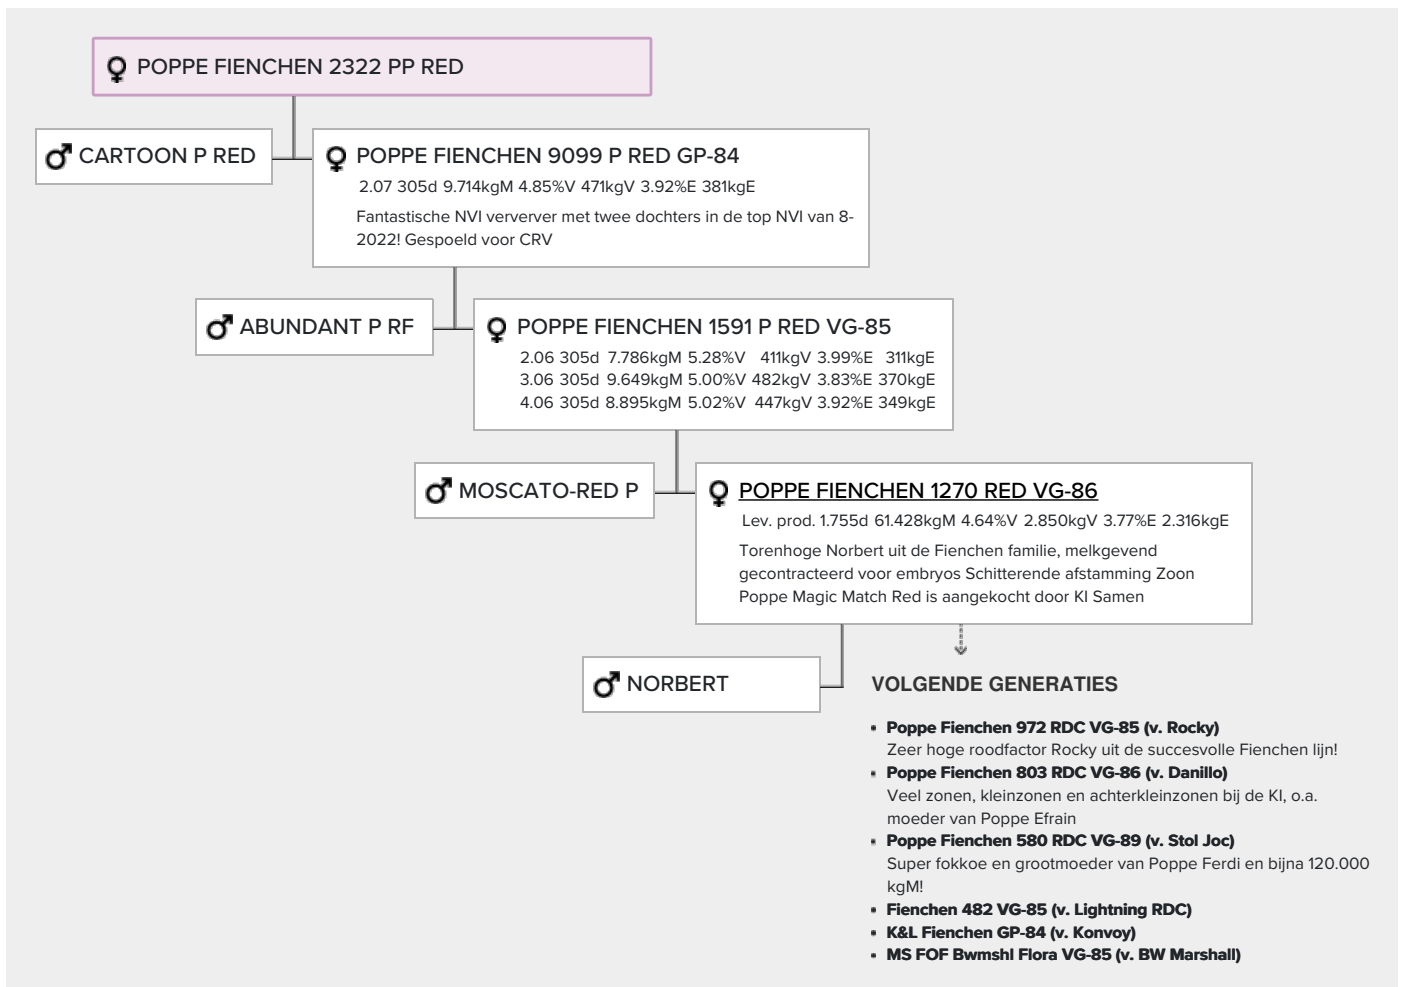 POPPE FIENCHEN 2322 PP RED
CARTOON P RED
POPPE FIENCHEN 9099 P RED GP-84
2.07 305d 9.714kgM 4.85%V 471kgV 3.92%E 381kgE
Fantastische NVI verver­ver met twee dochters in de top NVI van 8-
2022! Gespoeld voor CRV
ABUNDANT P RF
POPPE FIENCHEN 1591 P RED VG-85
2.06 305d 7.786kgM 5.28%V 411kgV 3.99%E 311kgE
3.06 305d 9.649kgM 5.00%V 482kgV 3.83%E 370kgE
4.06 305d 8.895kgM 5.02%V 447kgV 3.92%E 349kgE
MOSCATO-RED P
POPPE FIENCHEN 1270 RED VG-86
Lev. prod. 1.755d 61.428kgM 4.64%V 2.850kgV 3.77%E 2.316kgE
Torenhoge Norbert uit de Fienchen familie, melkgevend
gecontracteerd voor embryos Schitterende afstamming Zoon
Poppe Magic Match Red is aangekocht door KI Samen
NORBERT
VOLGENDE GENERATIES
Poppe Fienchen 972 RDC VG-85 (v. Rocky)
Zeer hoge roodfactor Rocky uit de succesvolle Fienchen lijn!
Poppe Fienchen 803 RDC VG-86 (v. Danillo)
Veel zonen, kleinzonen en achterkleinzonen bij de KI, o.a.
moeder van Poppe Efrain
Poppe Fienchen 580 RDC VG-89 (v. Stol Joc)
Super fokkoe en grootmoeder van Poppe Ferdi en bijna 120.000
kgM!
Fienchen 482 VG-85 (v. Lightning RDC)
K&L Fienchen GP-84 (v. Konvoy)
MS FOF Bwmshl Flora VG-85 (v. BW Marshall)